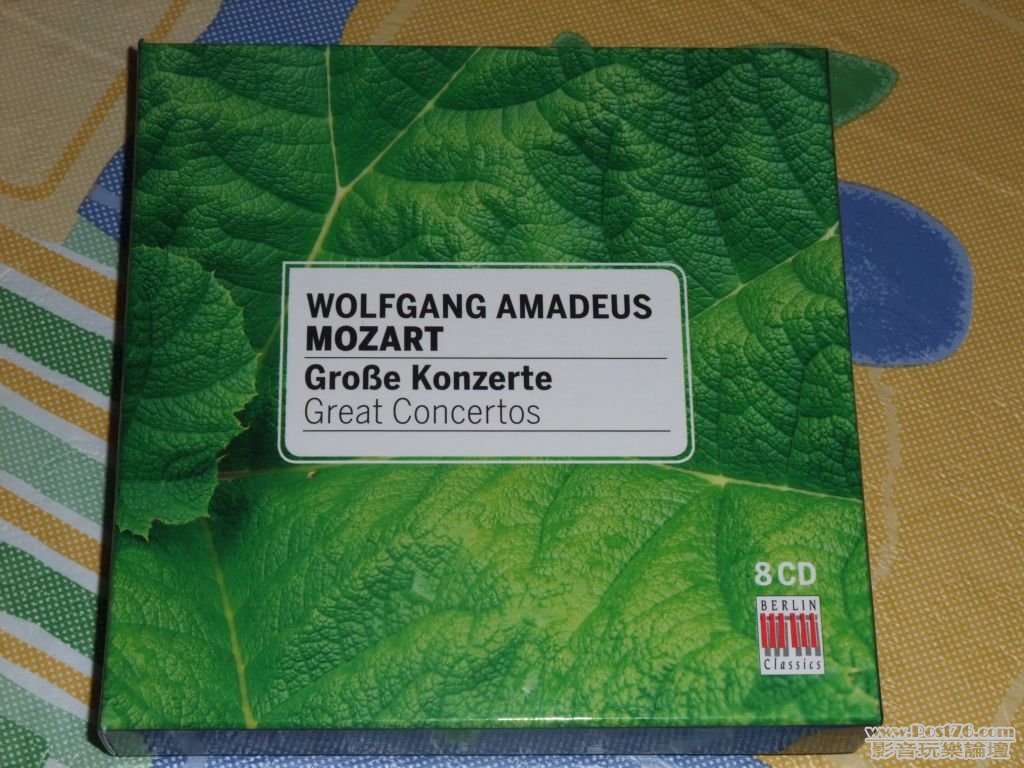 WOLFGANG AMADEUS
MOZART
Große Konzerte
Great Concertos
8 CD
BERLIN
Classics
www.Post76.com
影音玩樂論壇